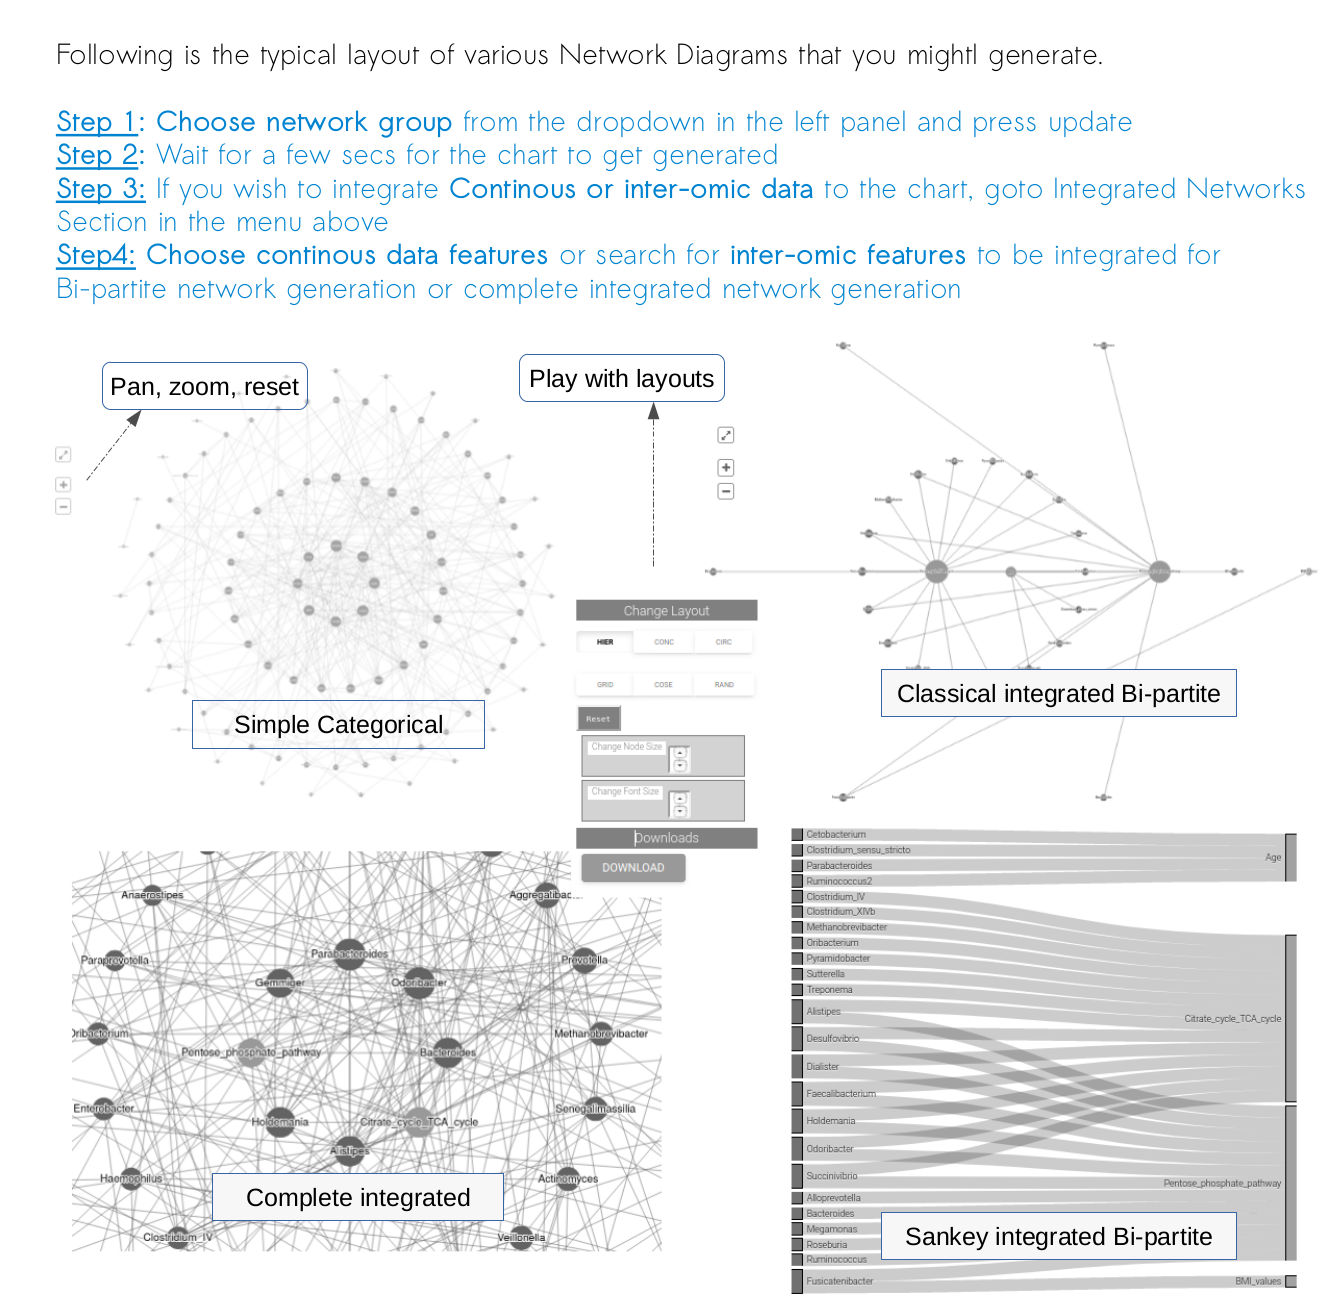 Following is the typical layout of various Network Diagrams that you mightl generate.
Step 1: Choose network group from the dropdown in the left panel and press update
Step 2: Wait for a few secs for the chart to get generated
Step 3: If you wish to integrate Continous or inter-omic data to the chart, goto Integrated Networks
Section in the menu above
Step4: Choose continous data features or search for inter-omic features to be integrated for
Bi-partite network generation or complete integrated network generation
Pan, zoom, reset
Play with layouts
Simple Categorical
Change Layout
HIER CONC CIRC
GRID COSE RAND
Reset
Change Node Size
Change Font Size
Downloads
DOWNLOAD
Classical integrated Bi-partite
Anaerostipes
Aggregatibac
Parabacteroides
Paraprevotella
Prevotella
Gemmiger
Odoribacter
Oribacterium
Methanobrevibacter
Pentose_phosphate_pathway
Bacteroides
Enterobacter
Senegalimassilia
Holdemania
Citrate_cycle_TCA_cycle
Alistipes
Haemophilus
Actinomyces
Complete integrated
Clostridium_IV
Veillonella
Cetobacterium
Clostridium_sensu_stricto
Age
Parabacteroides
Ruminococcus2
Clostridium_IV
Clostridium_XIVb
Methanobrevibacter
Oribacterium
Pyramidobacter
Sutterella
Treponema
Alistipes
Citrate_cycle_TCA_cycle
Desulfovibrio
Dialister
Faecalibacterium
Holdemania
Odoribacter
Succinivibrio
Pentose_phosphate_pathway
Alloprevotella
Bacteroides
Megamonas
Sankey integrated Bi-partite
Roseburia
Ruminococcus
Fusicatenibacter
BMI_values